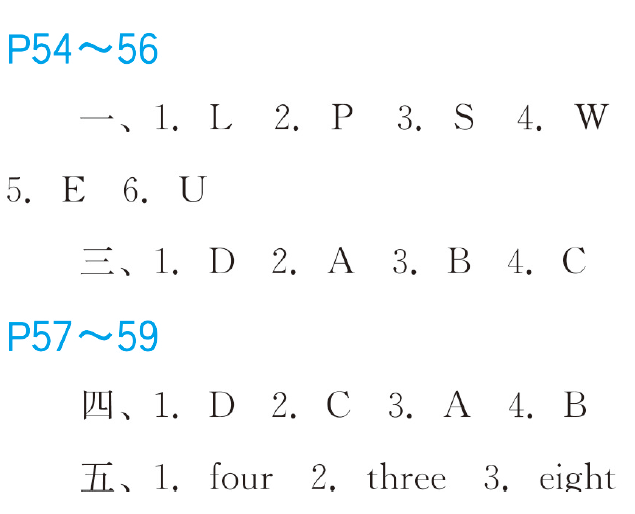 P54～56
一、1. L 2. P 3. S 4. W
5. E 6. U
三、1. D 2. A 3. B 4. C
P57～59
四、1. D 2. C 3. A 4. B
五、1. four 2. three 3. eight